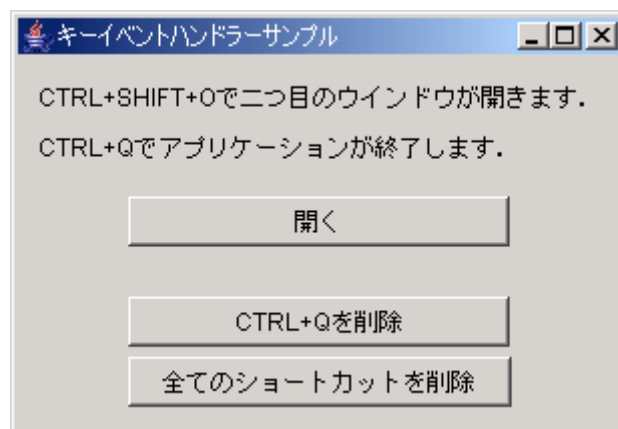 キーイベントハンドラーサンプル
CTRL+SHIFT+Oで二つ目のウインドウが開きます.
CTRL+Qでアプリケーションが終了します.
開く
CTRL+Qを削除
全てのショートカットを削除